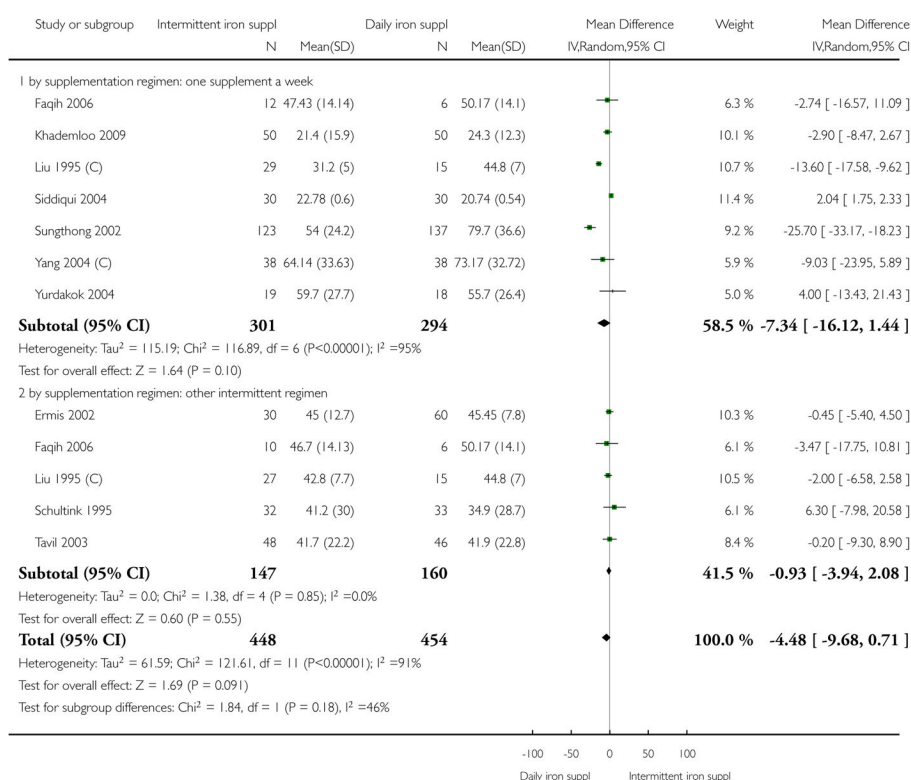 Study or subgroup Intermittent iron suppl Daily iron suppl Mean Difference Weight Mean Difference
N Mean(SD) N Mean(SD) IV,Random,95% CI IV,Random,95% CI
1 by supplementation regimen: one supplement a week
Faqih 2006 12 47.43 (14.14) 6 50.17 (14.1) 6.3 % -2.74 [ -16.57, 11.09 ]
Khademloo 2009 50 21.4 (15.9) 50 24.3 (12.3) 10.1 % -2.90 [ -8.47, 2.67 ]
Liu 1995 (C) 29 31.2 (5) 15 44.8 (7) 10.7 % -13.60 [ -17.58, -9.62 ]
Siddiqui 2004 30 22.78 (0.6) 30 20.74 (0.54) 11.4 % 2.04 [ 1.75, 2.33 ]
Sungthong 2002 123 54 (24.2) 137 79.7 (36.6) 9.2 % -25.70 [ -33.17, -18.23 ]
Yang 2004 (C) 38 64.14 (33.63) 38 73.17 (32.72) 5.9 % -9.03 [ -23.95, 5.89 ]
Yurdakok 2004 19 59.7 (27.7) 18 55.7 (26.4) 5.0 % 4.00 [ -13.43, 21.43 ]
Subtotal (95% CI) 301 294 58.5 % -7.34 [ -16.12, 1.44 ]
Heterogeneity: Tau² = 115.19; Chi² = 116.89, df = 6 (P<0.00001); I² =95%
Test for overall effect: Z = 1.64 (P = 0.10)
2 by supplementation regimen: other intermittent regimen
Ermis 2002 30 45 (12.7) 60 45.45 (7.8) 10.3 % -0.45 [ -5.40, 4.50 ]
Faqih 2006 10 46.7 (14.13) 6 50.17 (14.1) 6.1 % -3.47 [ -17.75, 10.81 ]
Liu 1995 (C) 27 42.8 (7.7) 15 44.8 (7) 10.5 % -2.00 [ -6.58, 2.58 ]
Schultink 1995 32 41.2 (30) 33 34.9 (28.7) 6.1 % 6.30 [ -7.98, 20.58 ]
Tavil 2003 48 41.7 (22.2) 46 41.9 (22.8) 8.4 % -0.20 [ -9.30, 8.90 ]
Subtotal (95% CI) 147 160 41.5 % -0.93 [ -3.94, 2.08 ]
Heterogeneity: Tau² = 0.0; Chi² = 1.38, df = 4 (P = 0.85); I² =0.0%
Test for overall effect: Z = 0.60 (P = 0.55)
Total (95% CI) 448 454 100.0 % -4.48 [ -9.68, 0.71 ]
Heterogeneity: Tau² = 61.59; Chi² = 121.61, df = 11 (P<0.00001); I² =91%
Test for overall effect: Z = 1.69 (P = 0.091)
Test for subgroup differences: Chi² = 1.84, df = 1 (P = 0.18), I² =46%
-100 -50 0 50 100
Daily iron suppl Intermittent iron suppl